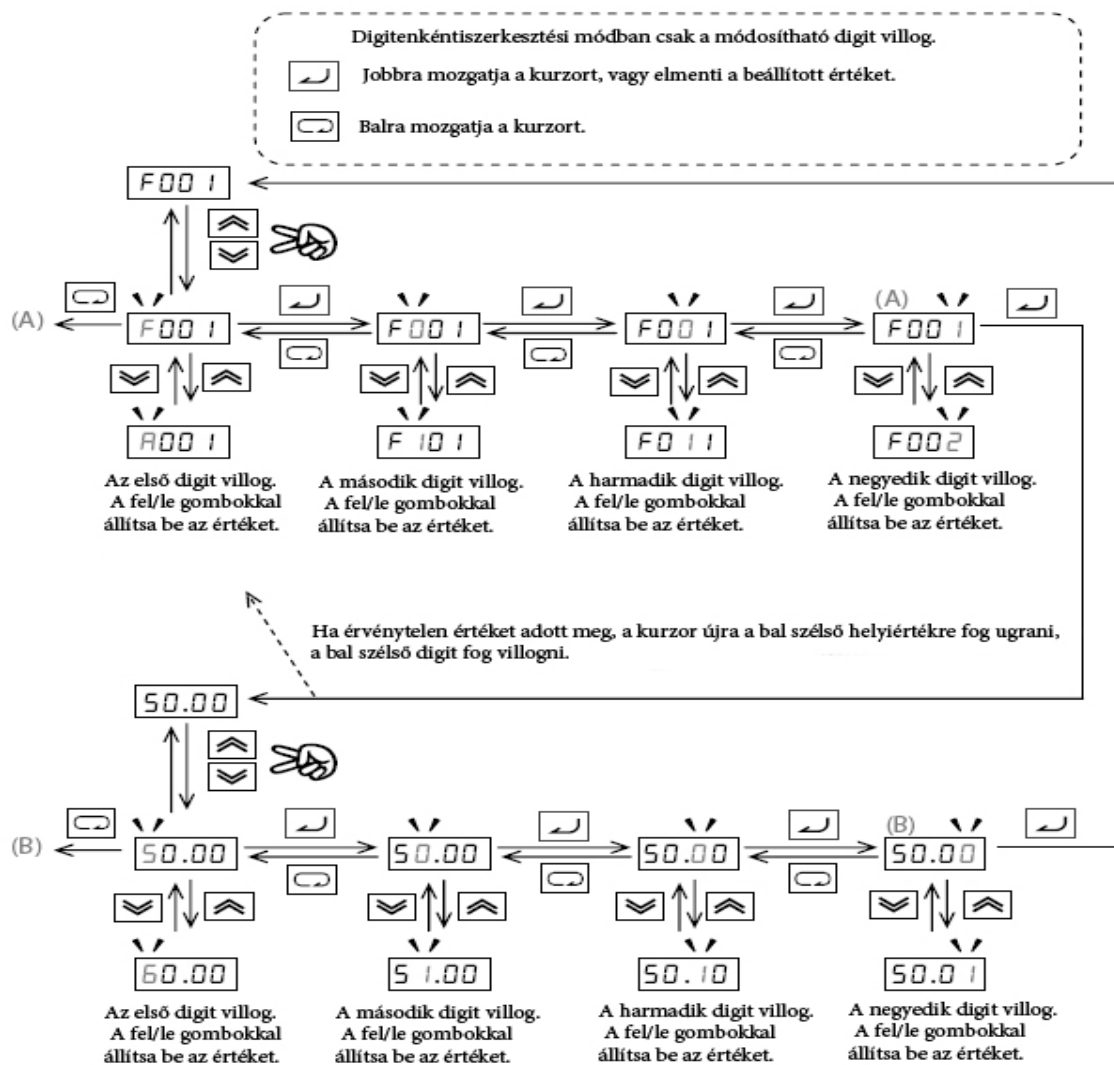 Digitenkéntiszerkesztési módban csak a módosítható digit villog.
Jobbra mozgatja a kurzort, vagy elmenti a beállított értéket.
Balra mozgatja a kurzort.
F001
(A)
(A)
F001
F001
F001
F001
A001
F101
F011
F002
Az első digit villog.
A fel/le gombokkal
állítsa be az értéket.
A második digit villog.
A fel/le gombokkal
állítsa be az értéket.
A harmadik digit villog.
A fel/le gombokkal
állítsa be az értéket.
A negyedik digit villog.
A fel/le gombokkal
állítsa be az értéket.
Ha érvénytelen értéket adott meg, a kurzor újra a bal szélső helyiértékre fog ugrani,
a bal szélső digit fog villogni.
50.00
(B)
(B)
50.00
50.00
50.00
50.00
60.00
51.00
50.10
50.01
Az első digit villog.
A fel/le gombokkal
állítsa be az értéket.
A második digit villog.
A fel/le gombokkal
állítsa be az értéket.
A harmadik digit villog.
A fel/le gombokkal
állítsa be az értéket.
A negyedik digit villog.
A fel/le gombokkal
állítsa be az értéket.